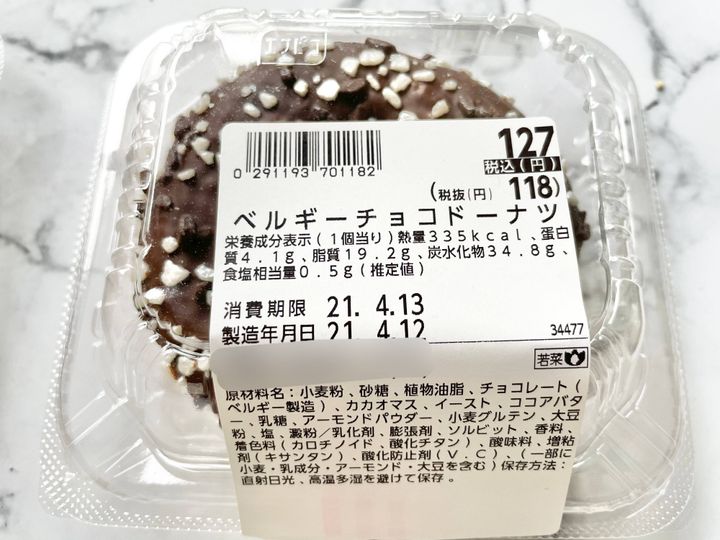 エフピコ
127
税込(円)
0 291193 701182
(税抜(円) 118)
ベルギーチョコドーナツ
栄養成分表示(1個当り)熱量335kcal、蛋白
質4.1g、脂質19.2g、炭水化物34.8g、
食塩相当量0.5g(推定値)
消費期限 21. 4.13
製造年月日 21. 4.12
34477
若菜
原材料名:小麦粉、砂糖、植物油脂、チョコレート(
ベルギー製造)、カカオマス、イースト、ココアバタ
ー、乳糖、アーモンドパウダー、小麦グルテン、大豆
粉、塩、澱粉/乳化剤、膨張剤、ソルビット、香料、
着色料(カロチノイド、酸化チタン)、酸味料、増粘
剤(キサンタン)、酸化防止剤(V.C)、(一部に
小麦・乳成分・アーモンド・大豆を含む)保存方法:
直射日光、高温多湿を避けて保存。